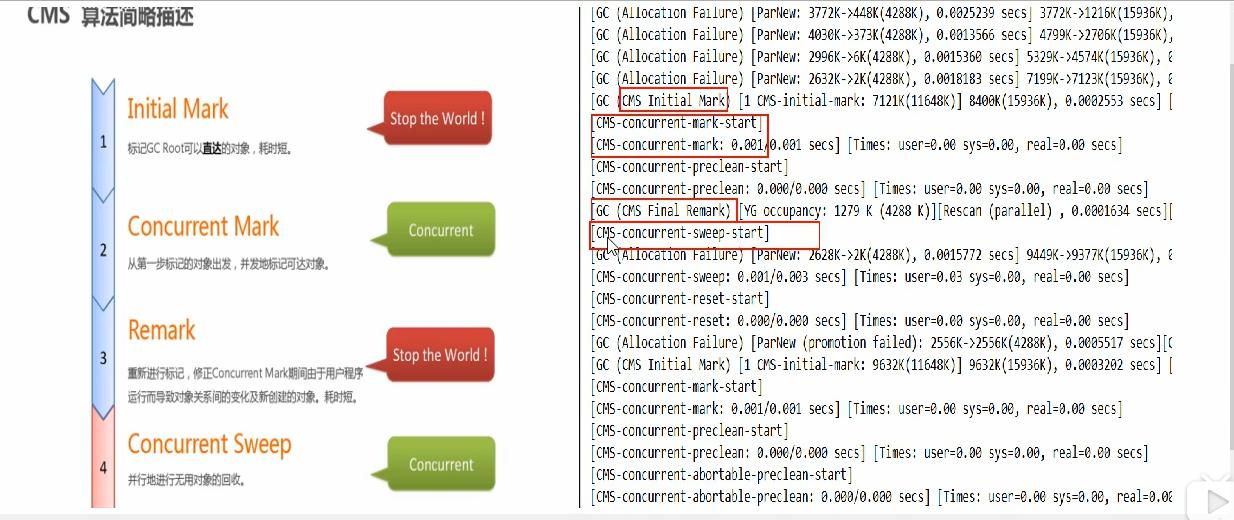 CMS 算法简略描述
1
Initial Mark
标记GC Root可以直达的对象，耗时短。
Stop the World !
2
Concurrent Mark
从第一步标记的对象出发，并发地标记可达对象。
Concurrent
3
Remark
重新进行标记，修正Concurrent Mark期间由于用户程序
运行而导致对象关系间的变化及新创建的对象。耗时短。
Stop the World !
4
Concurrent Sweep
并行地进行无用对象的回收。
Concurrent
[GC (Allocation Failure) [ParNew: 3772K->448K(4288K), 0.0025239 secs] 3772K->1216K(15936K),
[GC (Allocation Failure) [ParNew: 4030K->373K(4288K), 0.0013566 secs] 4799K->2706K(15936K),
[GC (Allocation Failure) [ParNew: 2996K->6K(4288K), 0.0015360 secs] 5329K->4574K(15936K),
[GC (Allocation Failure) [ParNew: 2632K->2K(4288K), 0.0018183 secs] 7199K->7123K(15936K),
[GC (CMS Initial Mark) [1 CMS-initial-mark: 7121K(11648K)] 8400K(15936K), 0.0002553 secs] [
[CMS-concurrent-mark-start]
[CMS-concurrent-mark: 0.001/0.001 secs] [Times: user=0.00 sys=0.00, real=0.00 secs]
[CMS-concurrent-preclean-start]
[CMS-concurrent-preclean: 0.000/0.000 secs] [Times: user=0.00 sys=0.00, real=0.00 secs]
[GC (CMS Final Remark) [YG occupancy: 1279 K (4288 K)][Rescan (parallel) , 0.0001634 secs][
[CMS-concurrent-sweep-start]
[GC (Allocation Failure) [ParNew: 2628K->2K(4288K), 0.0015772 secs] 9449K->9377K(15936K),
[CMS-concurrent-sweep: 0.001/0.003 secs] [Times: user=0.03 sys=0.00, real=0.00 secs]
[CMS-concurrent-reset-start]
[CMS-concurrent-reset: 0.000/0.000 secs] [Times: user=0.00 sys=0.00, real=0.00 secs]
[GC (Allocation Failure) [ParNew (promotion failed): 2556K->2556K(4288K), 0.0005517 secs][C
[GC (CMS Initial Mark) [1 CMS-initial-mark: 9632K(11648K)] 9632K(15936K), 0.0003202 secs] [
[CMS-concurrent-mark-start]
[CMS-concurrent-mark: 0.001/0.001 secs] [Times: user=0.00 sys=0.00, real=0.00 secs]
[CMS-concurrent-preclean-start]
[CMS-concurrent-preclean: 0.000/0.000 secs] [Times: user=0.00 sys=0.00, real=0.00 secs]
[CMS-concurrent-abortable-preclean-start]
[CMS-concurrent-abortable-preclean: 0.000/0.000 secs] [Times: user=0.00 sys=0.00, real=0.00